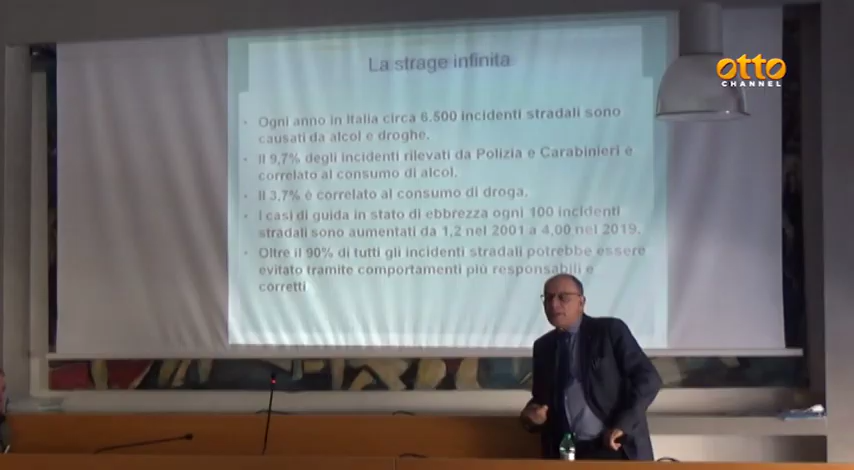 La strage infinita
otto
CHANNEL
• Ogni anno in Italia circa 6.500 incidenti stradali sono
causati da alcol e droghe.
• Il 9,7% degli incidenti rilevati da Polizia e Carabinieri è
correlato al consumo di alcol.
• Il 3,7% è correlato al consumo di droga.
• I casi di guida in stato di ebbrezza ogni 100 incidenti
stradali sono aumentati da 1,2 nel 2001 a 4,00 nel 2019.
• Oltre il 90% di tutti gli incidenti stradali potrebbe essere
evitato tramite comportamenti più responsabili e
corretti